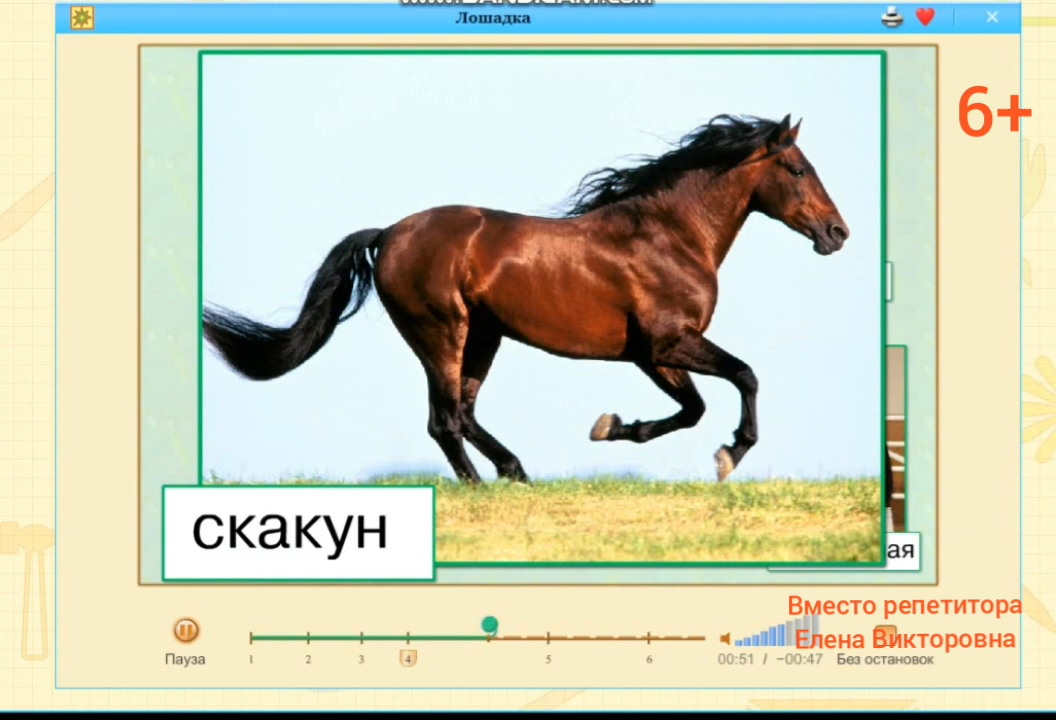 Лошадка
6+
скакун
ая
Вместо репетитора
Елена Викторовна
Пауза
1 2 3 4 5 6
00:51 / −00:47 Без остановок